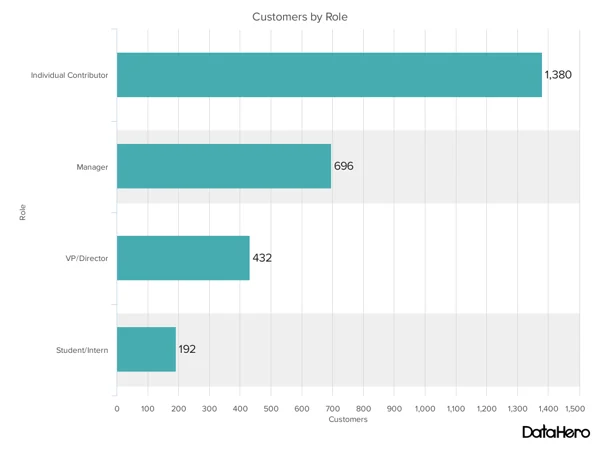 Customers by Role
Individual Contributor 1,380
Manager 696
VP/Director 432
Student/Intern 192
Role
0 100 200 300 400 500 600 700 800 900 1,000 1,100 1,200 1,300 1,400 1,500
Customers
DataHero